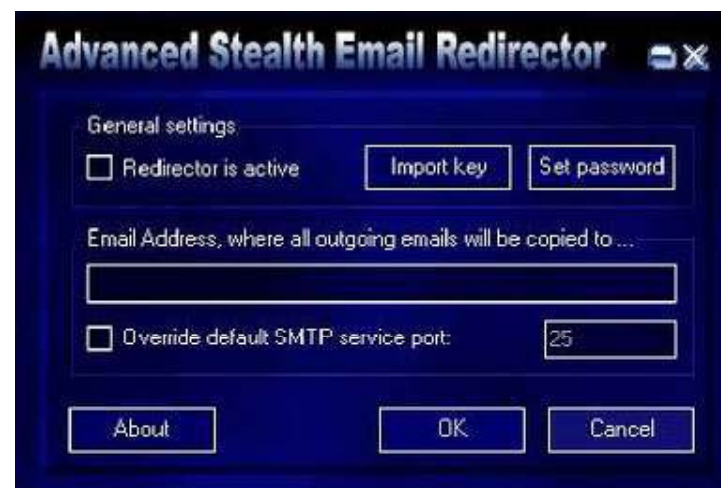 Advanced Stealth Email Redirector
General settings
Redirector is active
Import key
Set password
Email Address, where all outgoing emails will be copied to ...
Override default SMTP service port:
25
About
OK
Cancel